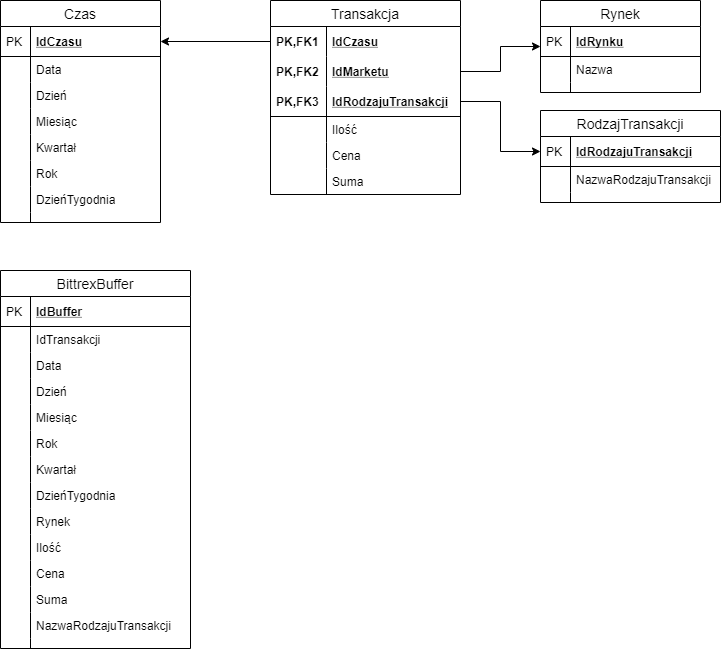 Czas
PK IdCzasu
Data
Dzień
Miesiąc
Kwartał
Rok
DzieńTygodnia
Transakcja
PK,FK1 IdCzasu
PK,FK2 IdMarketu
PK,FK3 IdRodzajuTransakcji
Ilość
Cena
Suma
Rynek
PK IdRynku
Nazwa
RodzajTransakcji
PK IdRodzajuTransakcji
NazwaRodzajuTransakcji
BittrexBuffer
PK IdBuffer
IdTransakcji
Data
Dzień
Miesiąc
Rok
Kwartał
DzieńTygodnia
Rynek
Ilość
Cena
Suma
NazwaRodzajuTransakcji